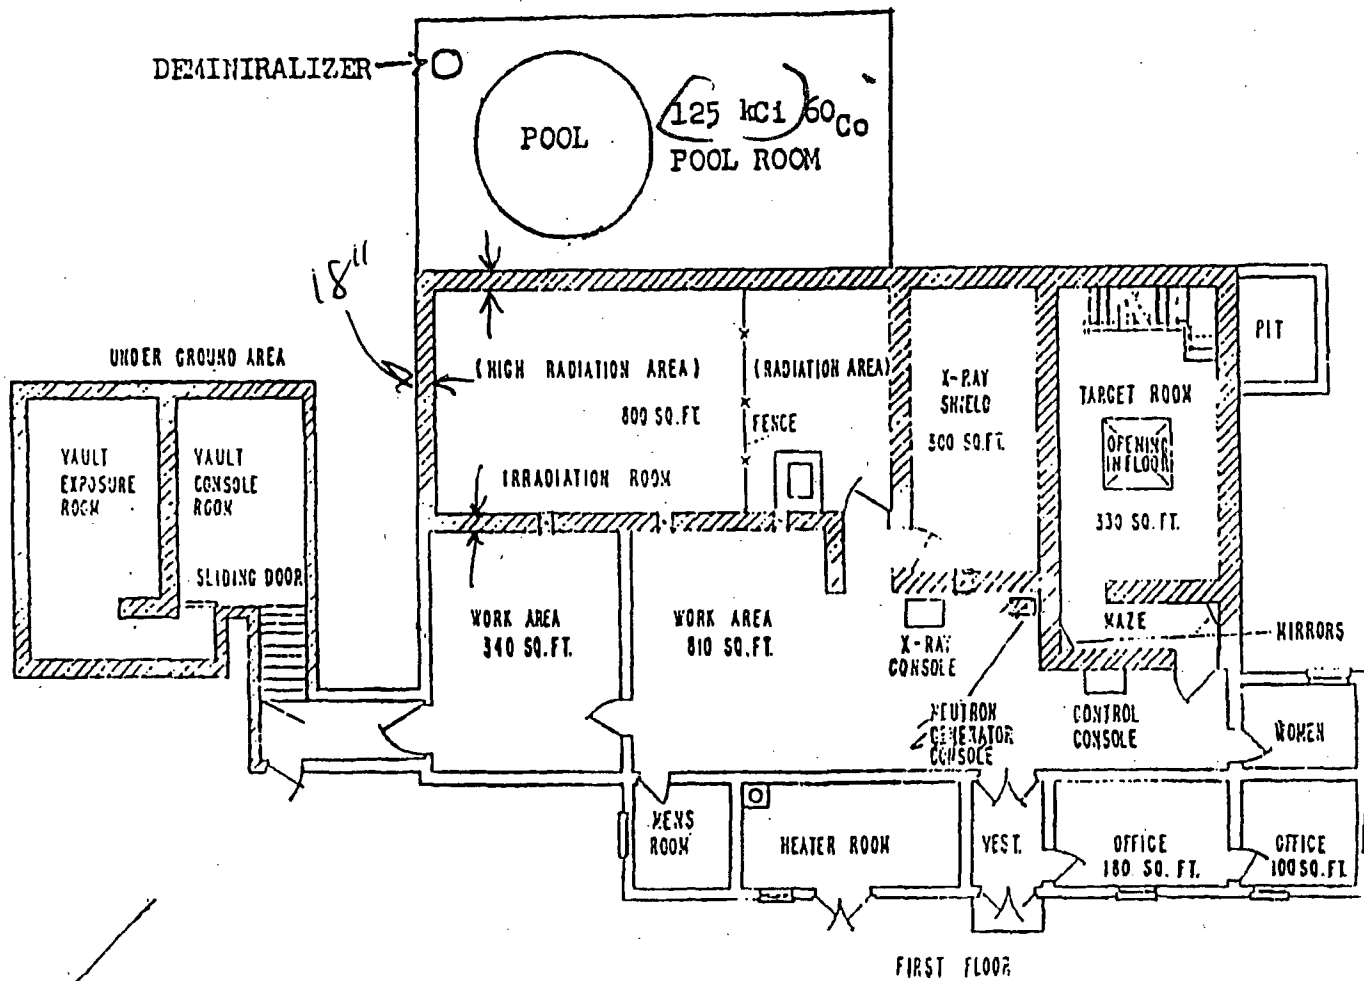 DEMINIRALIZER
POOL
125 kCi 60Co
POOL ROOM
18"
UNDER GROUND AREA
VAULT
EXPOSURE
ROOM
VAULT
CONSOLE
ROOM
SLIDING DOOR
(HIGH RADIATION AREA)
800 SQ.FT
(RADIATION AREA)
FENCE
IRRADIATION ROOM
X-RAY
SHIELD
300 SQ.FT.
TARGET ROOM
OPENING
IN FLOOR
330 SQ.FT.
PIT
MAZE
MIRRORS
WORK AREA
340 SQ.FT.
WORK AREA
810 SQ.FT.
X-RAY
CONSOLE
NEUTRON
GENERATOR
CONSOLE
CONTROL
CONSOLE
WOMEN
MENS
ROOM
HEATER ROOM
VEST.
OFFICE
180 SQ. FT.
OFFICE
100 SQ.FT.
FIRST FLOOR